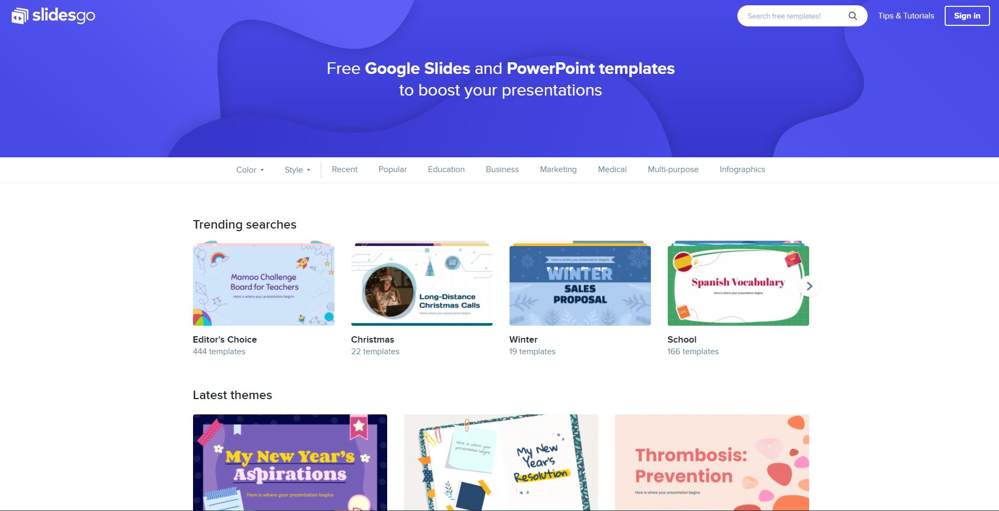 slidesgo
Search free templates!
Tips & Tutorials
Sign in
Free Google Slides and PowerPoint templates
to boost your presentations
Color
Style
Recent
Popular
Education
Business
Marketing
Medical
Multi-purpose
Infographics
Trending searches
Mamoo Challenge
Board for Teachers
Here is where your presentation begins
Editor's Choice
444 templates
Long-Distance
Christmas Calls
Here's where your presentation begins
Christmas
22 templates
Here is where your presentation begins
WINTER
SALES
PROPOSAL
Winter
19 templates
Spanish Vocabulary
Here is where your presentation begins
ABC
School
166 templates
Latest themes
My New Year's
Aspirations
Here is where your presentation begins
Here is where your
presentation begins
My New
Year's
Resolution
Thrombosis:
Prevention
Here is where your presentation begins